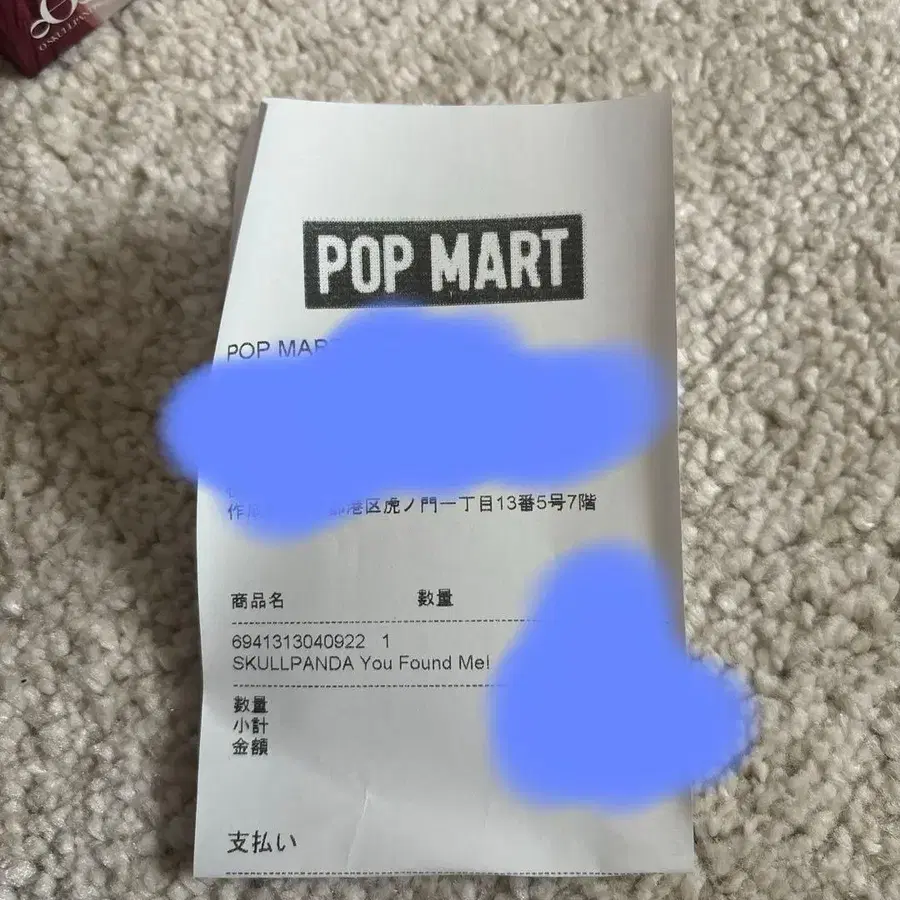 SKULLPAN
POP MART
POP MAR
港区虎ノ門一丁目13番5号7階
商品名 数量
6941313040922 1
SKULLPANDA You Found Me!
数量
小計
金額
支払い